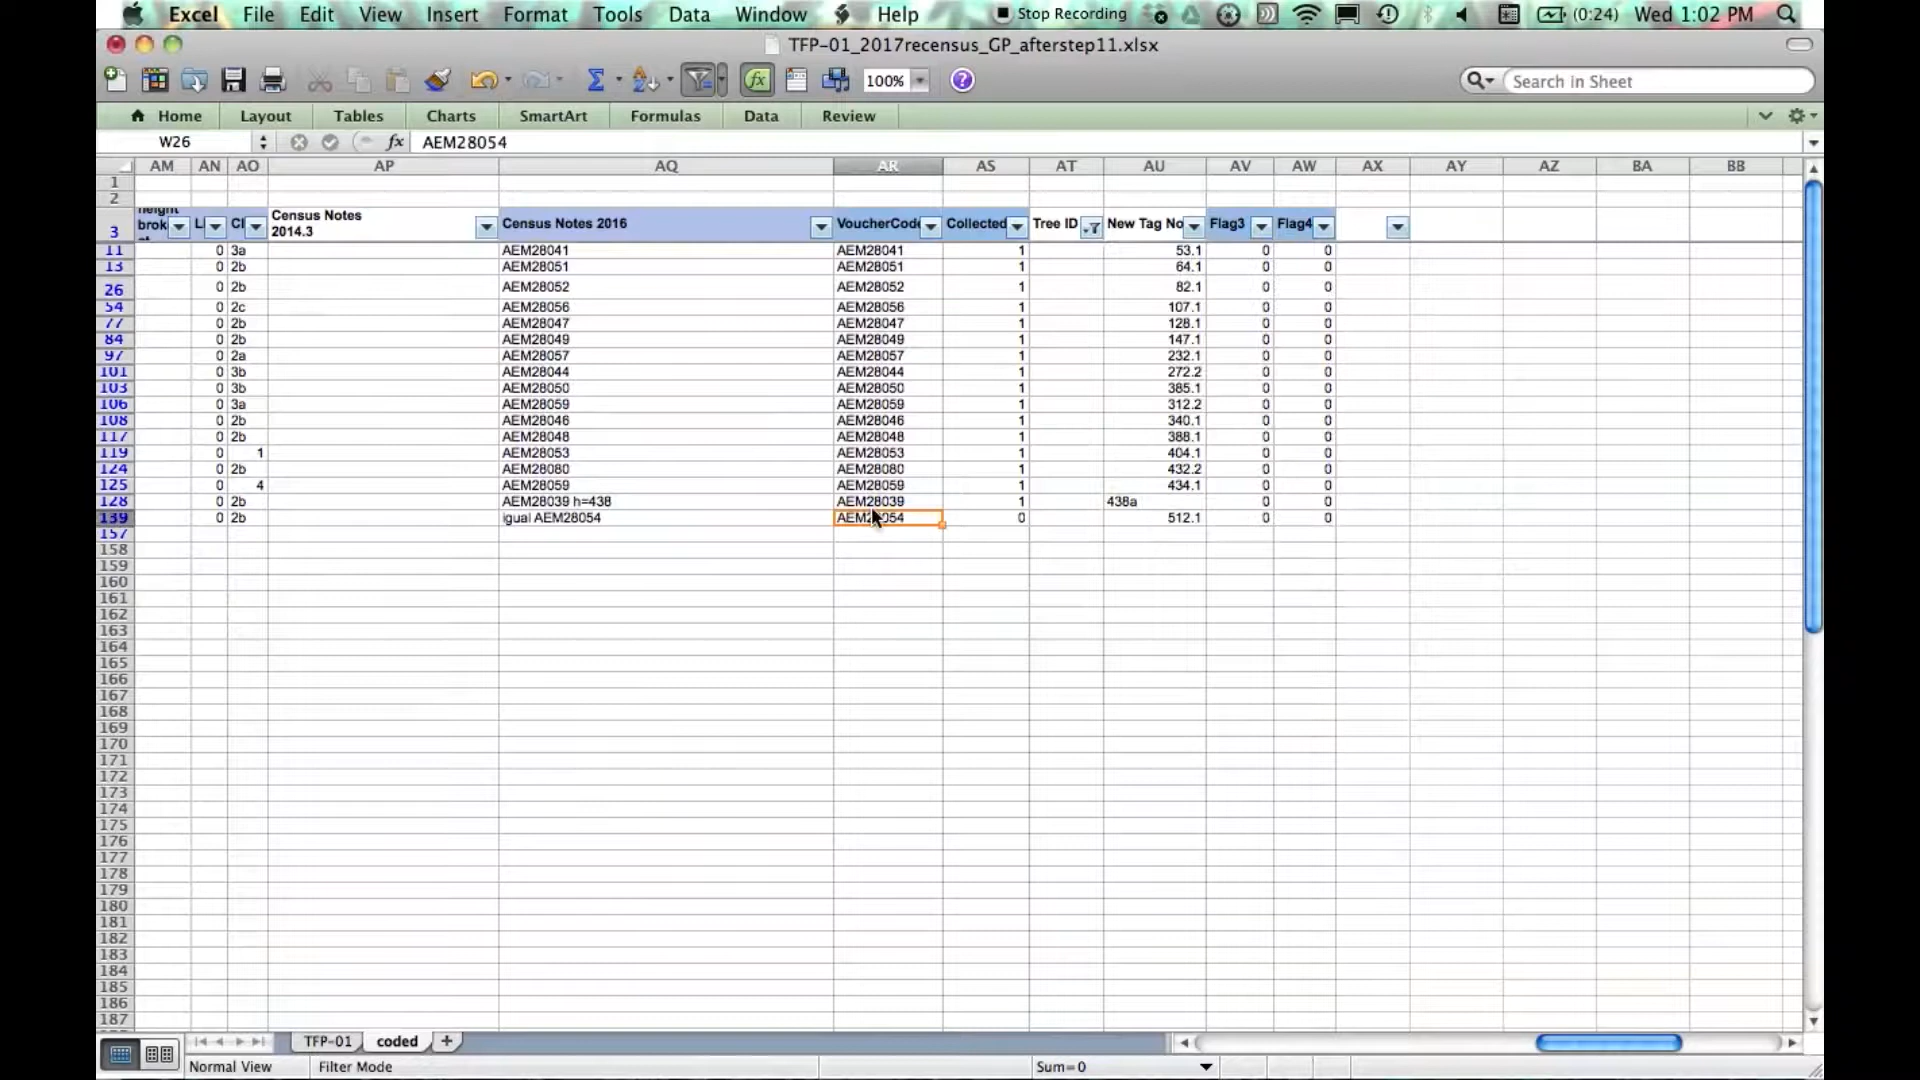 Excel File Edit View Insert Format Tools Data Window Help Stop Recording (0:24) Wed 1:02 PM
TFP-01_2017recensus_GP_afterstep11.xlsx
100% Search in Sheet
Home Layout Tables Charts SmartArt Formulas Data Review
W26 fx AEM28054
AM AN AO AP AQ AR AS AT AU AV AW AX AY AZ BA BB
1
2
3 brok L Cl Census Notes 2014.3 Census Notes 2016 VoucherCode Collected Tree ID New Tag No Flag3 Flag4
11 0 3a AEM28041 AEM28041 1 53.1 0 0
13 0 2b AEM28051 AEM28051 1 64.1 0 0
26 0 2b AEM28052 AEM28052 1 82.1 0 0
54 0 2c AEM28056 AEM28056 1 107.1 0 0
77 0 2b AEM28047 AEM28047 1 128.1 0 0
84 0 2b AEM28049 AEM28049 1 147.1 0 0
97 0 2a AEM28057 AEM28057 1 232.1 0 0
101 0 3b AEM28044 AEM28044 1 272.2 0 0
103 0 3b AEM28050 AEM28050 1 385.1 0 0
106 0 3a AEM28059 AEM28059 1 312.2 0 0
108 0 2b AEM28046 AEM28046 1 340.1 0 0
117 0 2b AEM28048 AEM28048 1 388.1 0 0
119 0 1 AEM28053 AEM28053 1 404.1 0 0
124 0 2b AEM28080 AEM28080 1 432.2 0 0
125 0 4 AEM28059 AEM28059 1 434.1 0 0
128 0 2b AEM28039 h=438 AEM28039 1 438a 0 0
139 0 2b igual AEM28054 AEM28054 0 512.1 0 0
157
158
159
160
161
162
163
164
165
166
167
168
169
170
171
172
173
174
175
176
177
178
179
180
181
182
183
184
185
186
187
TFP-01 coded
Normal View Filter Mode Sum=0